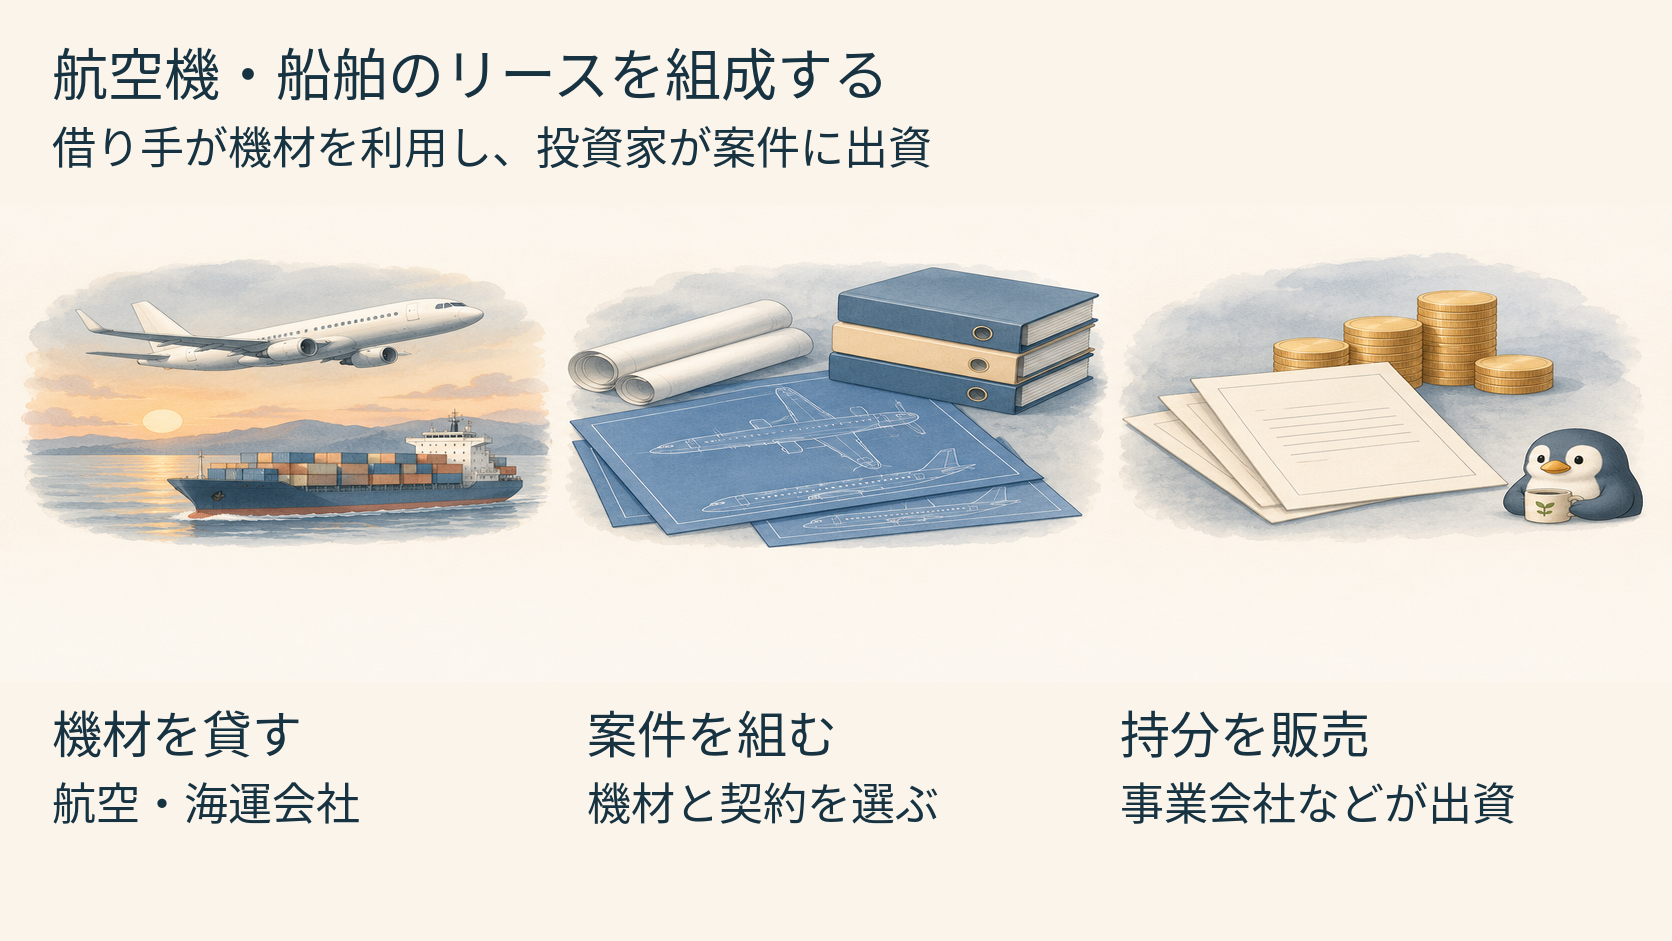 航空機・船舶のリースを組成する
借り手が機材を利用し、投資家が案件に出資
機材を貸す
航空・海運会社
案件を組む
機材と契約を選ぶ
持分を販売
事業会社などが出資